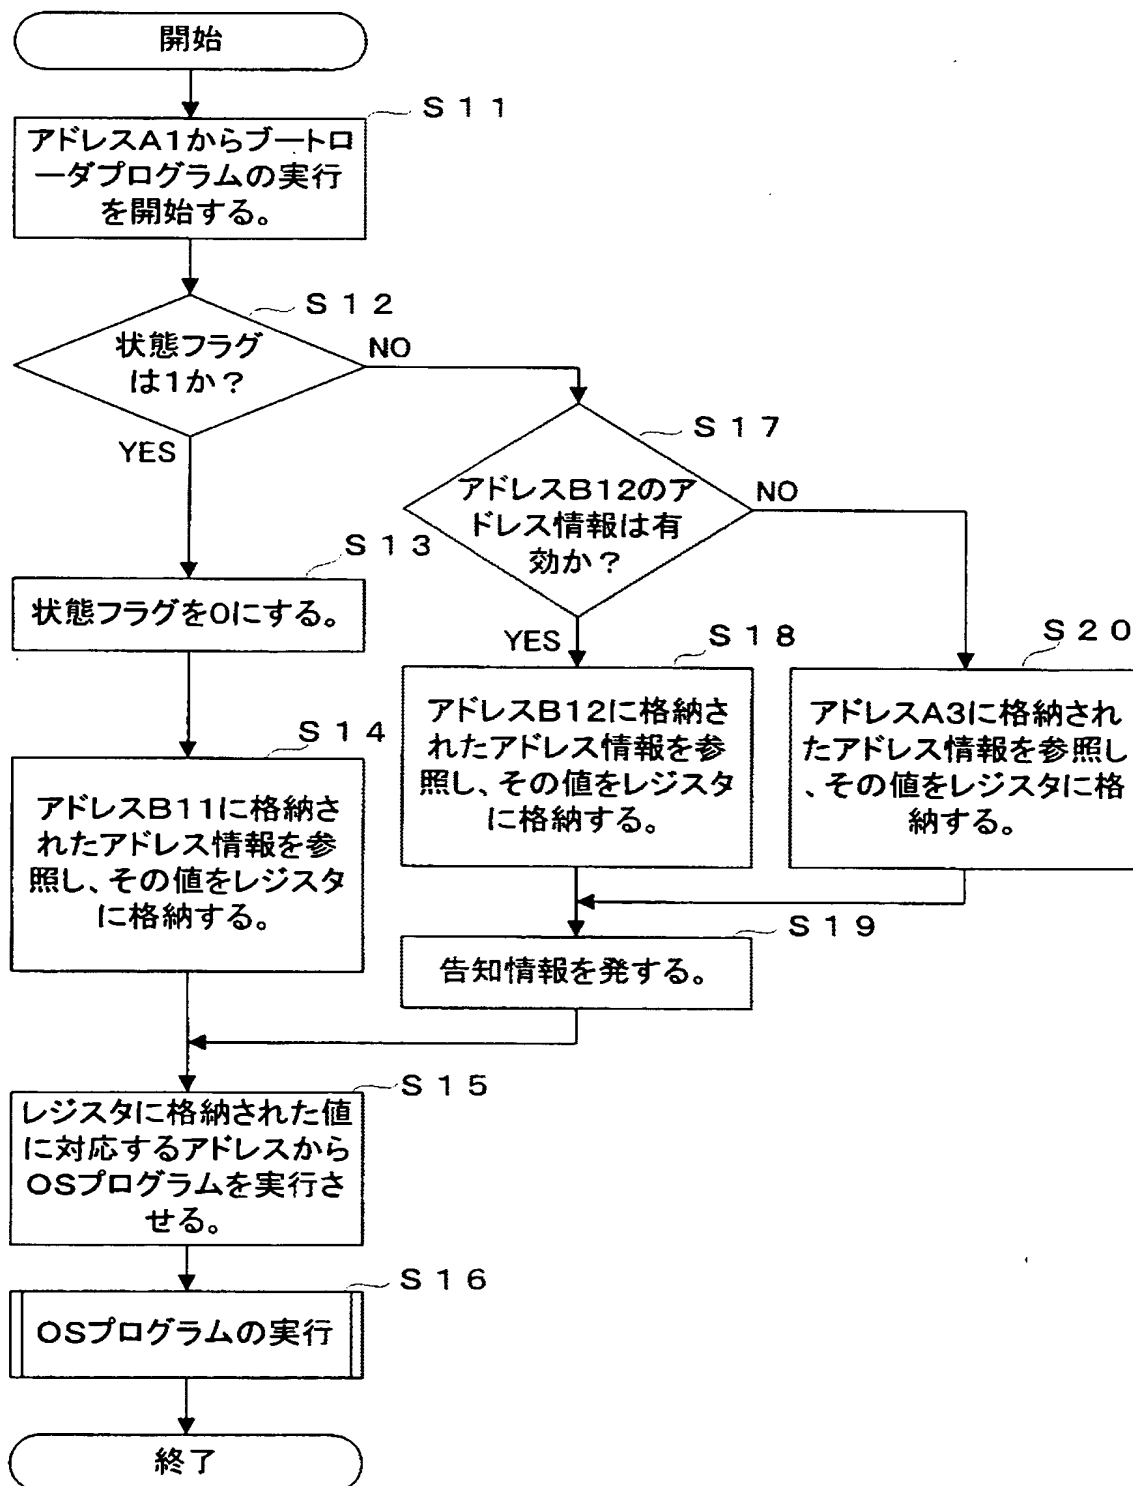 開始
S11
アドレスA1からブートロ
ーダプログラムの実行
を開始する。
S12
状態フラグ
は1か?
NO
YES
S17
アドレスB12のア
ドレス情報は有
効か?
NO
YES
S13
状態フラグを0にする。
S18
アドレスB12に格納さ
れたアドレス情報を参
照し、その値をレジスタ
に格納する。
S20
アドレスA3に格納され
たアドレス情報を参照し
、その値をレジスタに格
納する。
S14
アドレスB11に格納さ
れたアドレス情報を参
照し、その値をレジスタ
に格納する。
S19
告知情報を発する。
S15
レジスタに格納された値
に対応するアドレスから
OSプログラムを実行さ
せる。
S16
OSプログラムの実行
終了